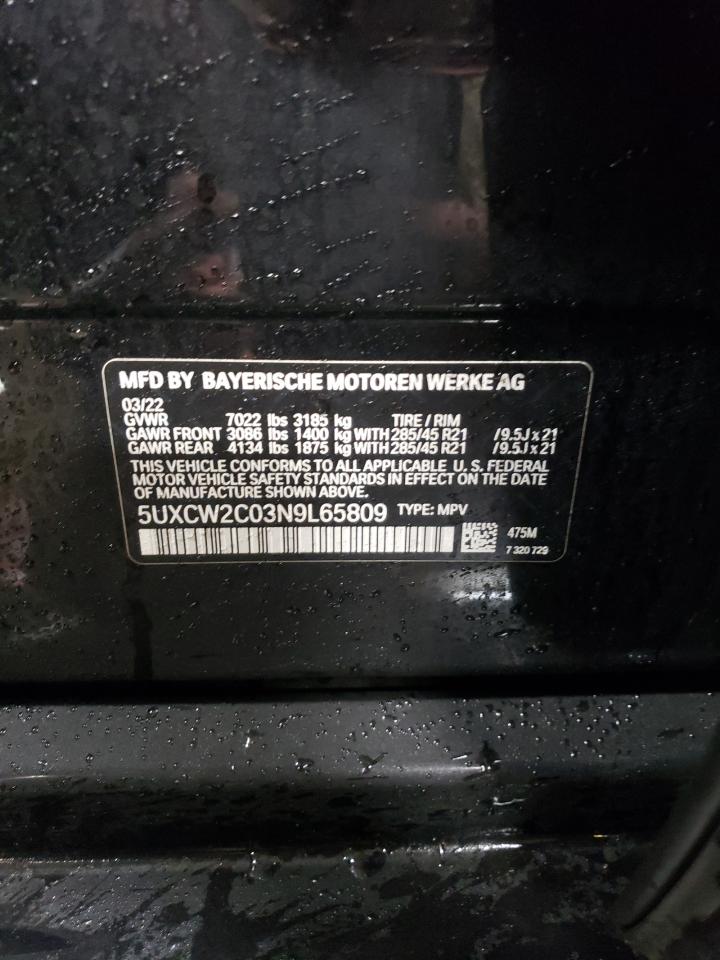 MFD BY BAYERISCHE MOTOREN WERKE AG
03/22
GVWR 7022 lbs 3185 kg TIRE / RIM
GAWR FRONT 3086 lbs 1400 kg WITH 285/45 R21 /9.5J x 21
GAWR REAR 4134 lbs 1875 kg WITH 285/45 R21 /9.5J x 21
THIS VEHICLE CONFORMS TO ALL APPLICABLE U. S. FEDERAL
MOTOR VEHICLE SAFETY STANDARDS IN EFFECT ON THE DATE
OF MANUFACTURE SHOWN ABOVE.
5UXCW2C03N9L65809 TYPE: MPV
475M
7 320 729